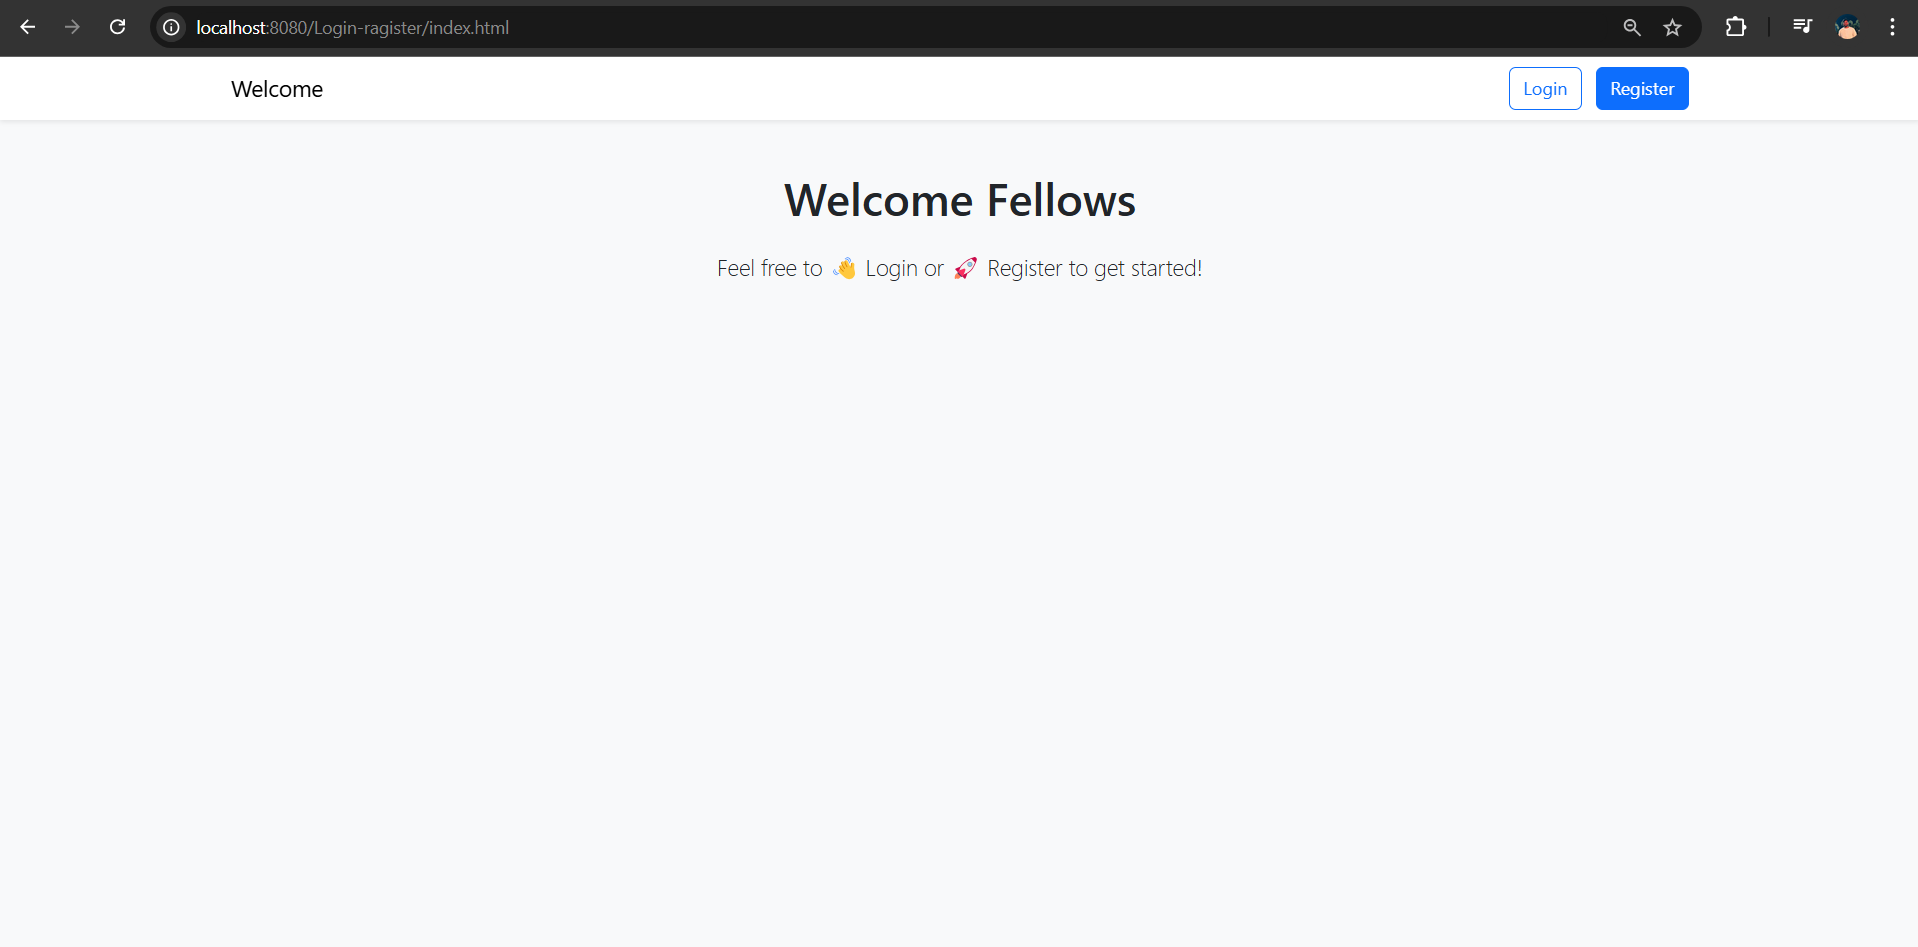 localhost:8080/Login-ragister/index.html
Welcome
Login
Register
Welcome Fellows
Feel free to 👋 Login or 🚀 Register to get started!